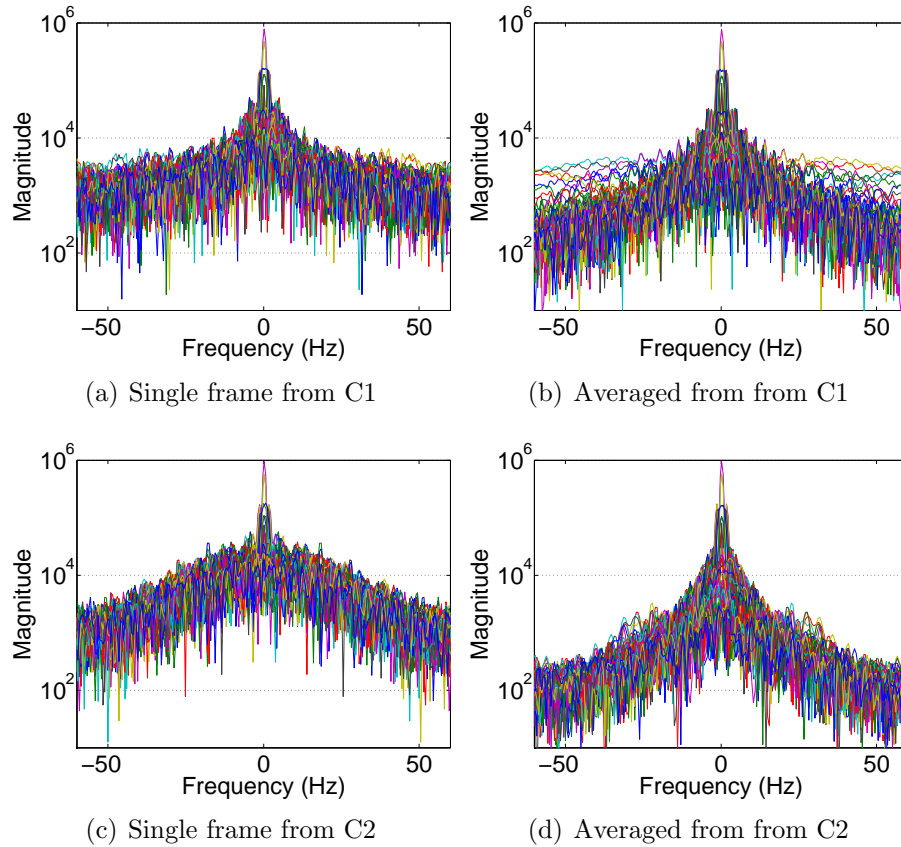 10^6
10^4
10^2
Magnitude
−50
0
50
Frequency (Hz)
(a) Single frame from C1
10^6
10^4
10^2
Magnitude
−50
0
50
Frequency (Hz)
(b) Averaged from from C1
10^6
10^4
10^2
Magnitude
−50
0
50
Frequency (Hz)
(c) Single frame from C2
10^6
10^4
10^2
Magnitude
−50
0
50
Frequency (Hz)
(d) Averaged from from C2